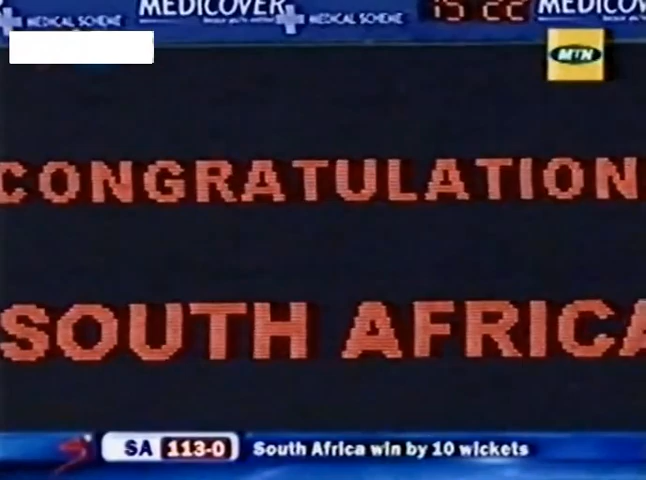 MEDICOVER MEDICOV
MEDICAL SCHEME MEDICAL SCHEME 15 22
MTN
CONGRATULATION
SOUTH AFRICA
SA 113-0 South Africa win by 10 wickets